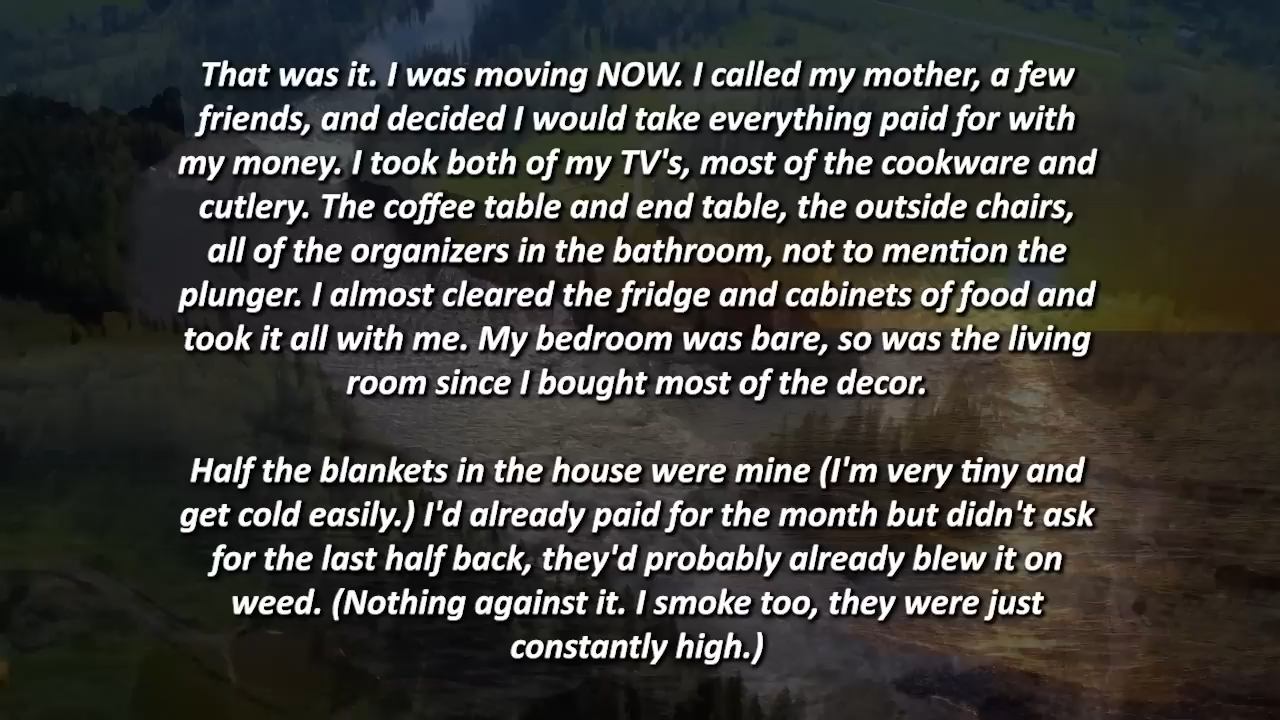 That was it. I was moving NOW. I called my mother, a few
friends, and decided I would take everything paid for with
my money. I took both of my TV's, most of the cookware and
cutlery. The coffee table and end table, the outside chairs,
all of the organizers in the bathroom, not to mention the
plunger. I almost cleared the fridge and cabinets of food and
took it all with me. My bedroom was bare, so was the living
room since I bought most of the decor.
Half the blankets in the house were mine (I'm very tiny and
get cold easily.) I'd already paid for the month but didn't ask
for the last half back, they'd probably already blew it on
weed. (Nothing against it. I smoke too, they were just
constantly high.)